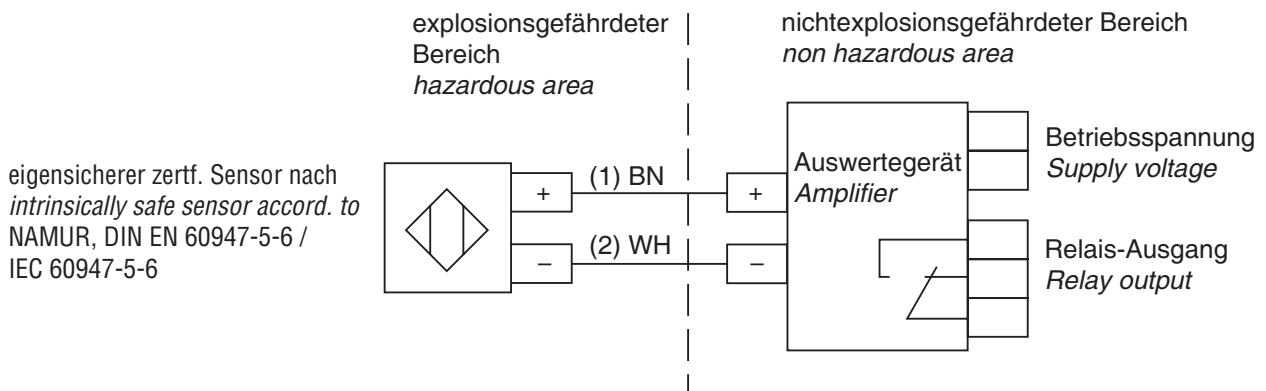 explosionsgefährdeter
Bereich
hazardous area
nichtexplosionsgefährdeter Bereich
non hazardous area
eigensicherer zertf. Sensor nach
intrinsically safe sensor accord. to
NAMUR, DIN EN 60947-5-6 /
IEC 60947-5-6
+
(1) BN
+
–
(2) WH
–
Auswertegerät
Amplifier
Betriebsspannung
Supply voltage
Relais-Ausgang
Relay output